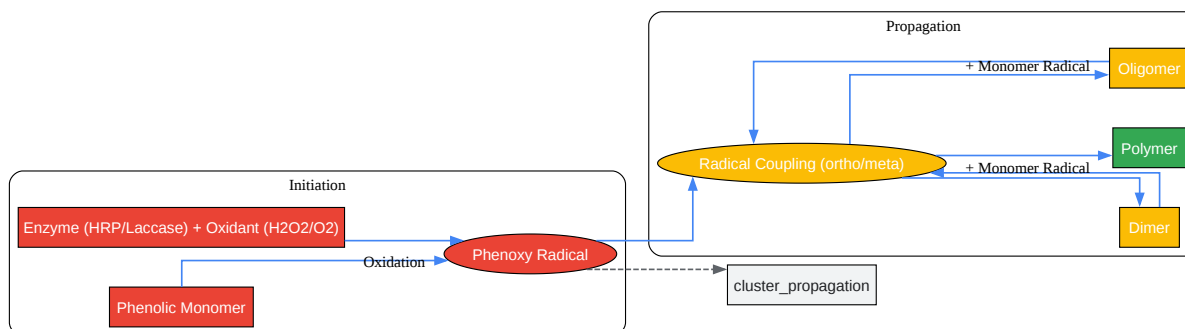 Propagation
+ Monomer Radical
Oligomer
Polymer
Radical Coupling (ortho/meta)
+ Monomer Radical
Dimer
Initiation
Enzyme (HRP/Laccase) + Oxidant (H2O2/O2)
Phenoxy Radical
Oxidation
Phenolic Monomer
cluster_propagation